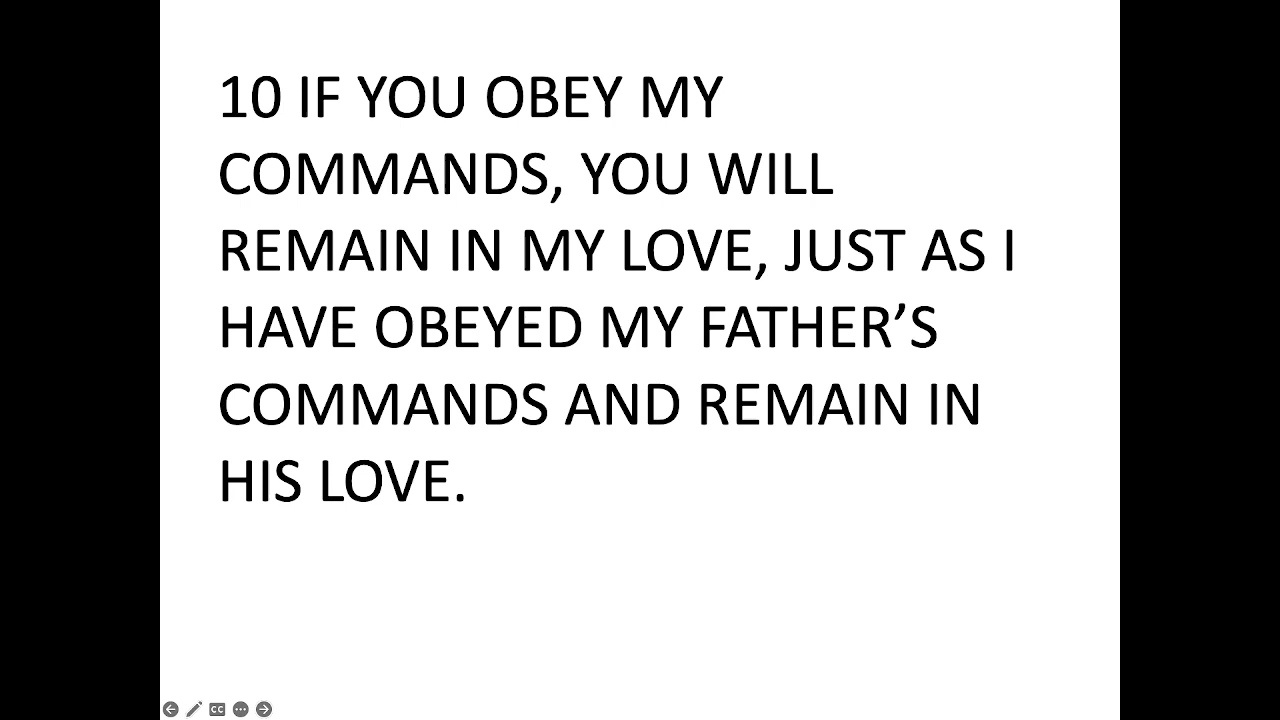 10 IF YOU OBEY MY
COMMANDS, YOU WILL
REMAIN IN MY LOVE, JUST AS I
HAVE OBEYED MY FATHER’S
COMMANDS AND REMAIN IN
HIS LOVE.
CC